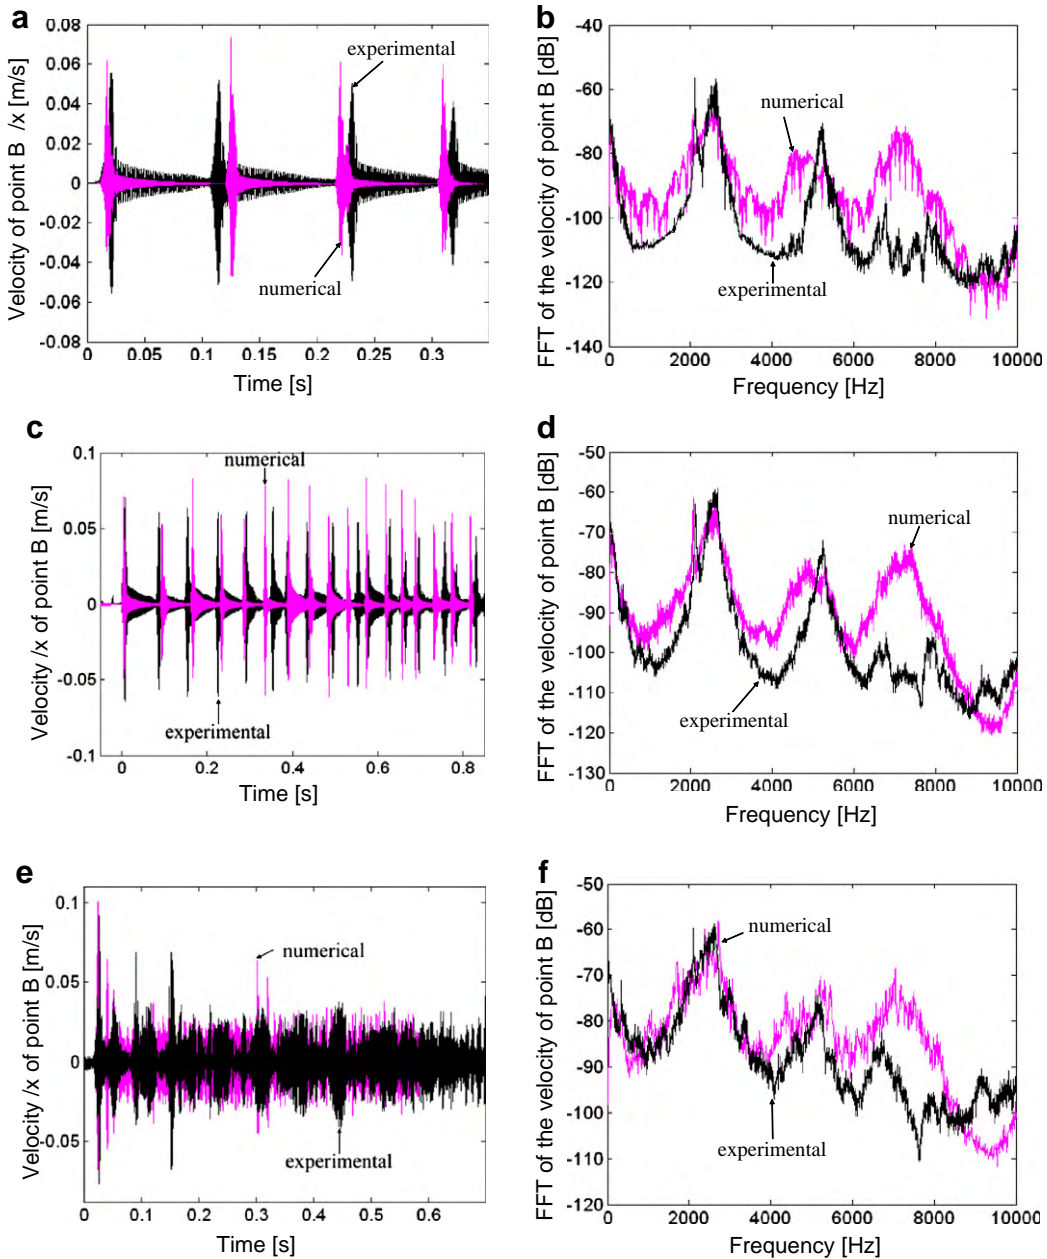 a
Velocity of point B /x [m/s]
0.08
0.06
0.04
0.02
0
-0.02
-0.04
-0.06
-0.08
experimental
numerical
0
0.05
0.1
0.15
0.2
0.25
0.3
Time [s]
b
FFT of the velocity of point B [dB]
-40
-60
-80
-100
-120
-140
numerical
experimental
0
2000
4000
6000
8000
10000
Frequency [Hz]
c
Velocity /x of point B [m/s]
0.1
0.05
0
-0.05
-0.1
numerical
experimental
0
0.2
0.4
0.6
0.8
Time [s]
d
FFT of the velocity of point B [dB]
-50
-60
-70
-80
-90
-100
-110
-120
-130
numerical
experimental
0
2000
4000
6000
8000
10000
Frequency [Hz]
e
Velocity /x of point B [m/s]
0.1
0.05
0
-0.05
numerical
experimental
0
0.1
0.2
0.3
0.4
0.5
0.6
Time [s]
f
FFT of the velocity of point B [dB]
-50
-60
-70
-80
-90
-100
-110
-120
numerical
experimental
0
2000
4000
6000
8000
10000
Frequency [Hz]